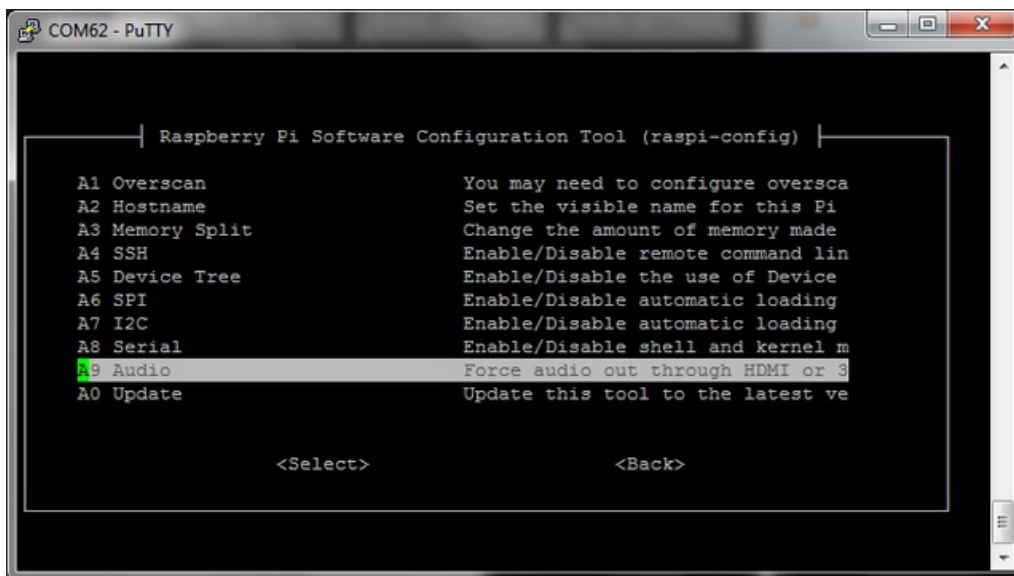 COM62 - PuTTY
Raspberry Pi Software Configuration Tool (raspi-config)
A1 Overscan You may need to configure oversca
A2 Hostname Set the visible name for this Pi
A3 Memory Split Change the amount of memory made
A4 SSH Enable/Disable remote command lin
A5 Device Tree Enable/Disable the use of Device
A6 SPI Enable/Disable automatic loading
A7 I2C Enable/Disable automatic loading
A8 Serial Enable/Disable shell and kernel m
A9 Audio Force audio out through HDMI or 3
A0 Update Update this tool to the latest ve
<Select> <Back>